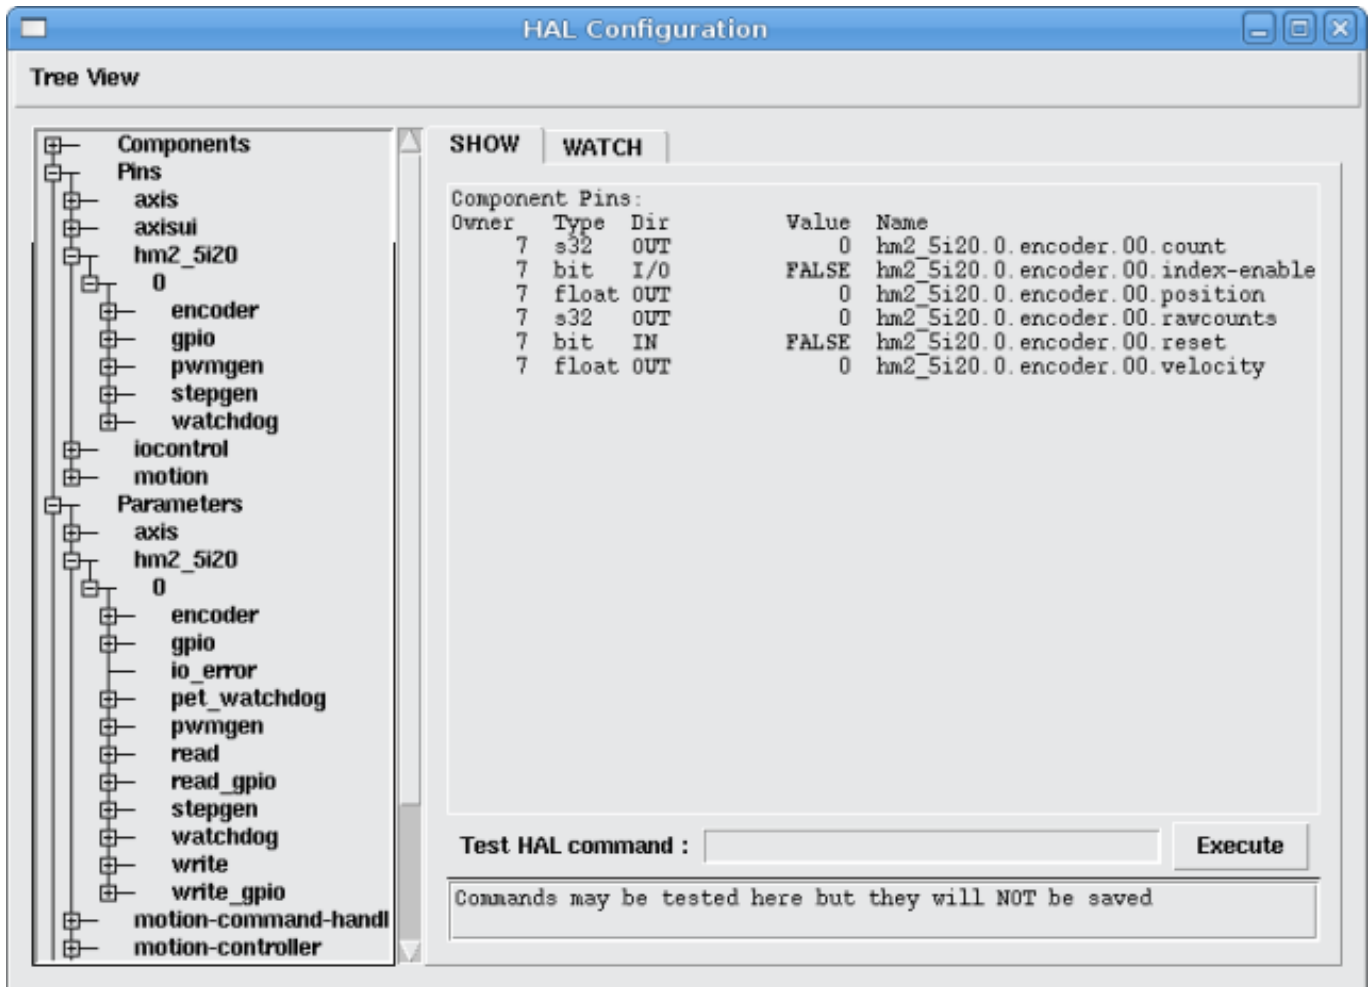 HAL Configuration
Tree View
Components
Pins
axis
axisui
hm2_5i20
0
encoder
gpio
pwmgen
stepgen
watchdog
iocontrol
motion
Parameters
axis
hm2_5i20
0
encoder
gpio
io_error
pet_watchdog
pwmgen
read
read_gpio
stepgen
watchdog
write
write_gpio
motion-command-handl
motion-controller
SHOW WATCH
Component Pins:
Owner Type Dir Value Name
7 s32 OUT 0 hm2_5i20.0.encoder.00.count
7 bit I/O FALSE hm2_5i20.0.encoder.00.index-enable
7 float OUT 0 hm2_5i20.0.encoder.00.position
7 s32 OUT 0 hm2_5i20.0.encoder.00.rawcounts
7 bit IN FALSE hm2_5i20.0.encoder.00.reset
7 float OUT 0 hm2_5i20.0.encoder.00.velocity
Test HAL command : Execute
Commands may be tested here but they will NOT be saved